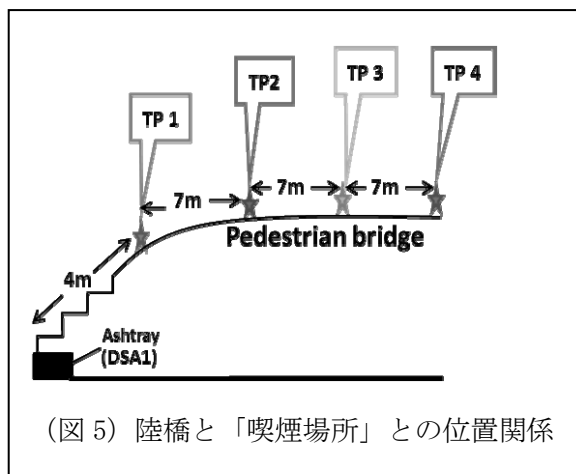 TP 1
TP2
TP 3
TP 4
7m
7m
7m
4m
Pedestrian bridge
Ashtray
(DSA1)
(図 5) 陸橋と「喫煙場所」との位置関係